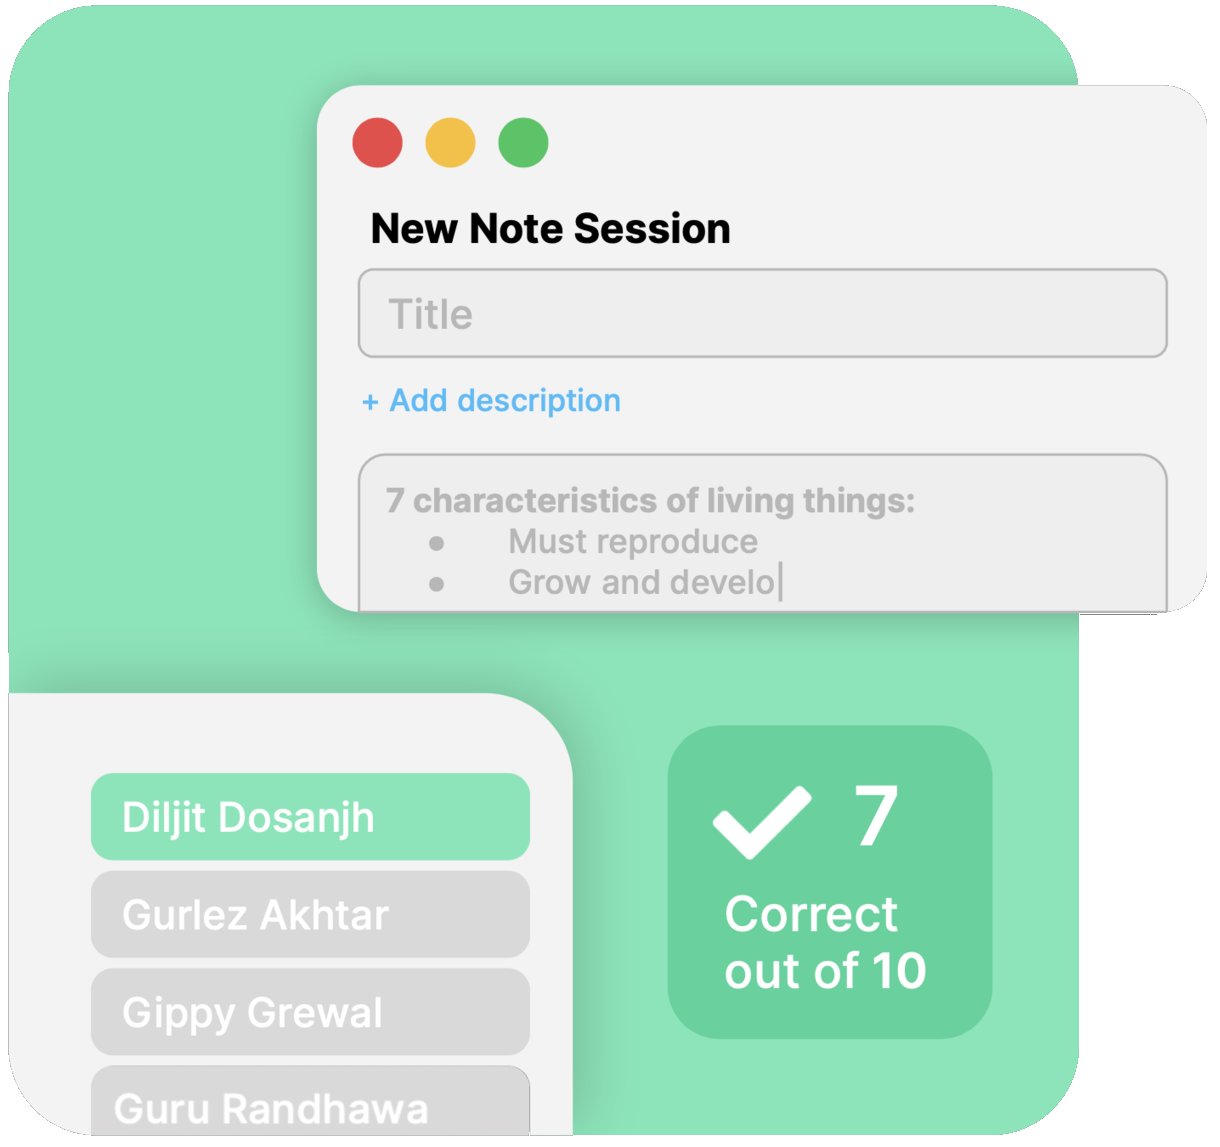 New Note Session
Title
+ Add description
7 characteristics of living things:
● Must reproduce
● Grow and develo
Diljit Dosanjh
Gurlez Akhtar
Gippy Grewal
Guru Randhawa
7
Correct
out of 10